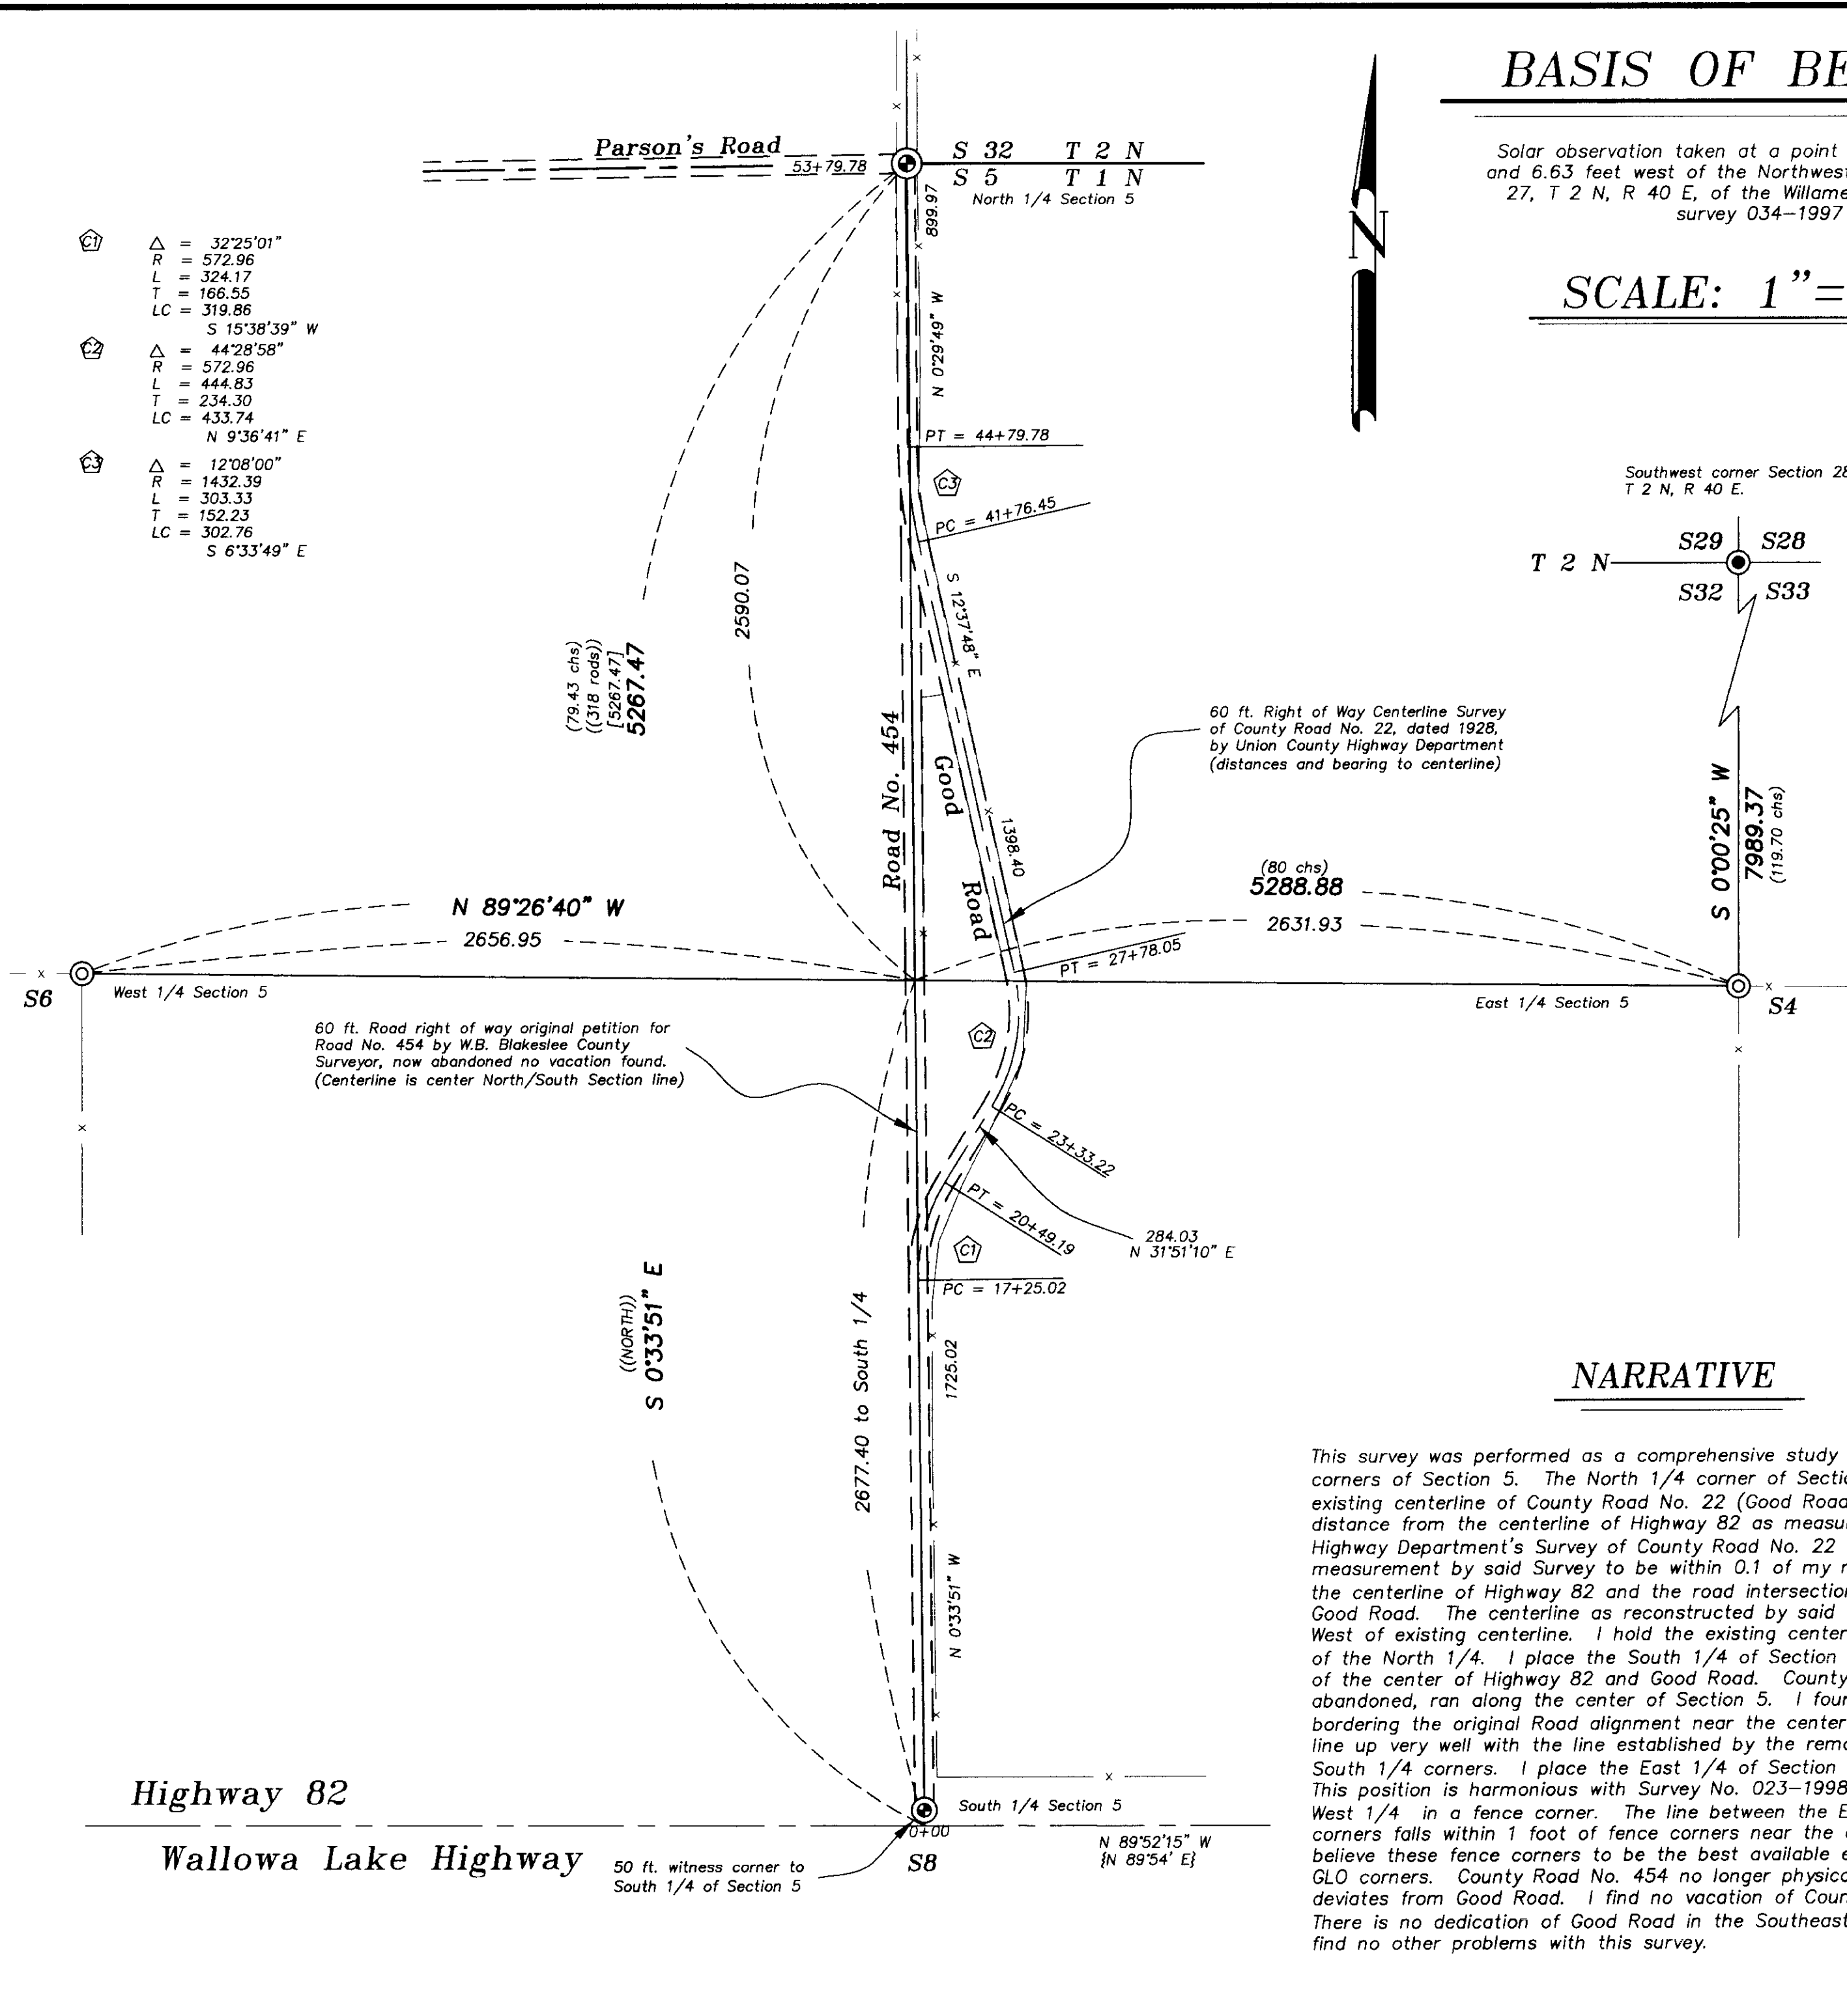 BASIS OF BE
Solar observation taken at a point
and 6.63 feet west of the Northwest
27, T 2 N, R 40 E, of the Willame
survey 034-1997
SCALE: 1"=
Parson's Road
53+79.78
S 32 T 2 N
S 5 T 1 N
North 1/4 Section 5
899.97
N 0°29'49" W
C1
Δ = 32°25'01"
R = 572.96
L = 324.17
T = 166.55
LC = 319.86
S 15°38'39" W
C2
Δ = 44°28'58"
R = 572.96
L = 444.83
T = 234.30
LC = 433.74
N 9°36'41" E
C3
Δ = 12°08'00"
R = 1432.39
L = 303.33
T = 152.23
LC = 302.76
S 6°33'49" E
N
PT = 44+79.78
C3
PC = 41+76.45
S 12°37'48" E
Southwest corner Section 28
T 2 N, R 40 E.
T 2 N
S29 S28
S32 S33
S 0°00'25" W
7989.37
(119.70 chs)
(79.43 chs)
((318 rods))
[5267.47]
5267.47
2590.07
Road No. 454
Good Road
60 ft. Right of Way Centerline Survey
of County Road No. 22, dated 1928,
by Union County Highway Department
(distances and bearing to centerline)
1398.40
(80 chs)
5288.88
2631.93
N 89°26'40" W
2656.95
PT = 27+78.05
S6
West 1/4 Section 5
East 1/4 Section 5
S4
60 ft. Road right of way original petition for
Road No. 454 by W.B. Blakeslee County
Surveyor, now abandoned no vacation found.
(Centerline is center North/South Section line)
C2
PC = 23+33.22
PT = 20+49.19
284.03
N 31°51'10" E
C1
PC = 17+25.02
((NORTH))
S 0°33'51" E
2677.40 to South 1/4
1725.02
N 0°33'51" W
NARRATIVE
This survey was performed as a comprehensive study
corners of Section 5. The North 1/4 corner of Secti
existing centerline of County Road No. 22 (Good Road
distance from the centerline of Highway 82 as measu
Highway Department's Survey of County Road No. 22
measurement by said Survey to be within 0.1 of my
the centerline of Highway 82 and the road intersection
Good Road. The centerline as reconstructed by said
West of existing centerline. I hold the existing center
of the North 1/4. I place the South 1/4 of Section
of the center of Highway 82 and Good Road. County
abandoned, ran along the center of Section 5. I four
bordering the original Road alignment near the center
line up very well with the line established by the remo
South 1/4 corners. I place the East 1/4 of Section
This position is harmonious with Survey No. 023-1998
West 1/4 in a fence corner. The line between the E
corners falls within 1 foot of fence corners near the
believe these fence corners to be the best available
GLO corners. County Road No. 454 no longer physica
deviates from Good Road. I find no vacation of Cour
There is no dedication of Good Road in the Southeast
find no other problems with this survey.
Highway 82
Wallowa Lake Highway
South 1/4 Section 5
0+00
S8
50 ft. witness corner to
South 1/4 of Section 5
N 89°52'15" W
{N 89°54' E}